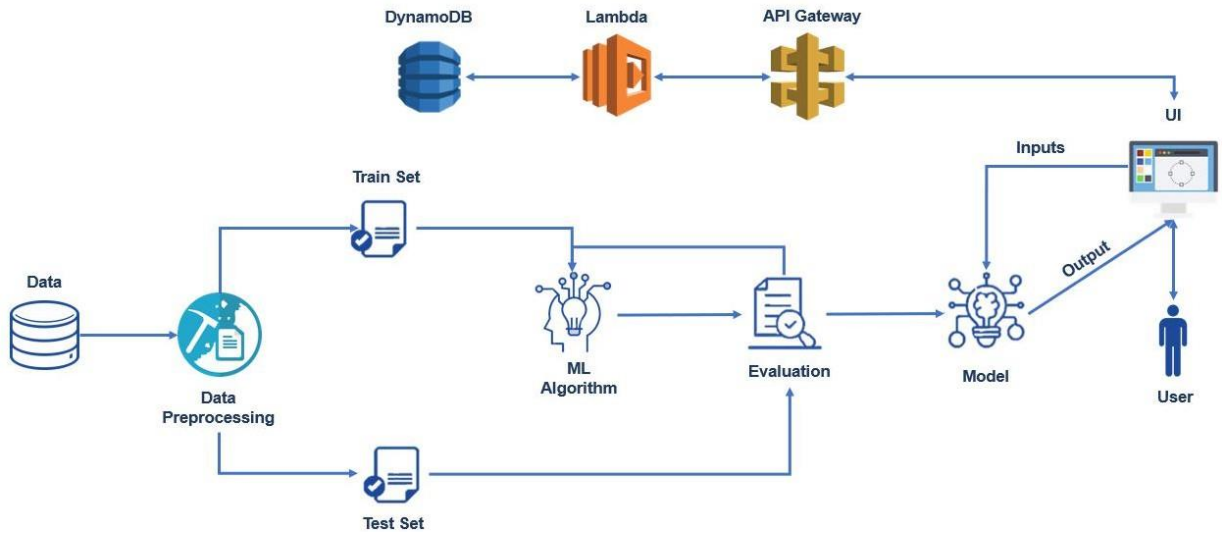 DynamoDB
Lambda
API Gateway
UI
Inputs
Train Set
Output
Data
ML
Algorithm
Evaluation
Model
User
Data
Preprocessing
Test Set